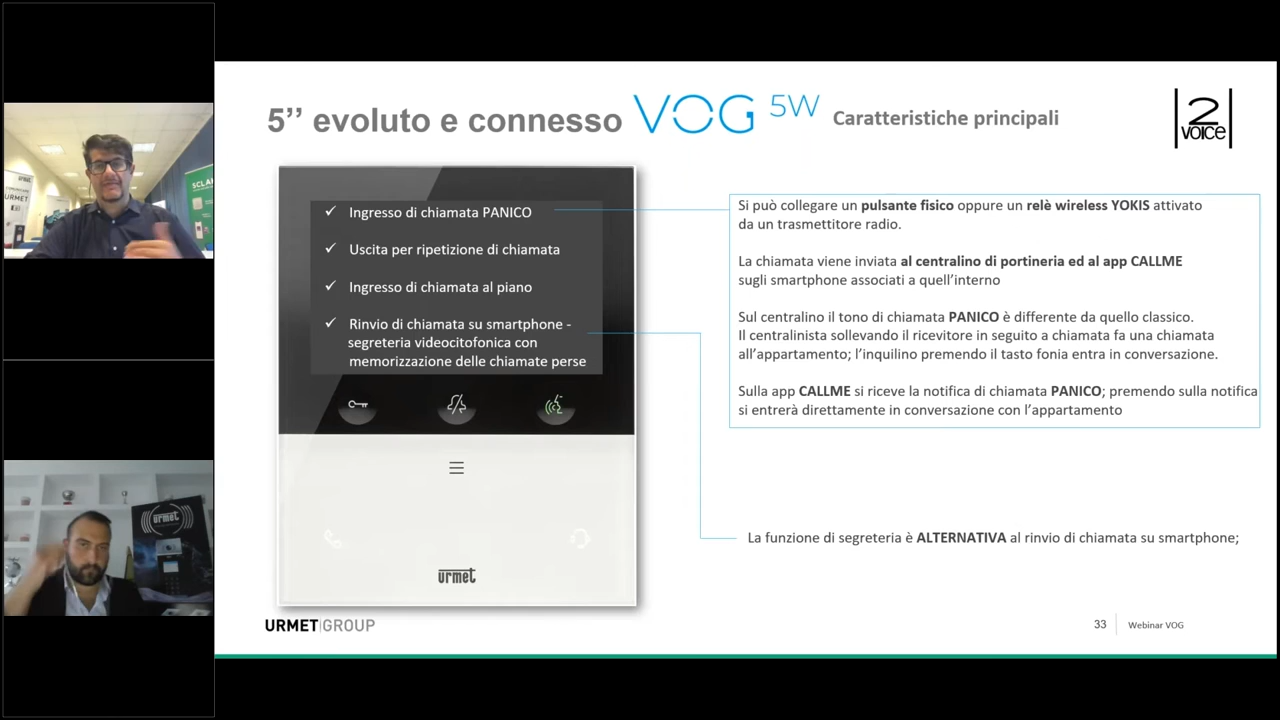 5’’ evoluto e connesso VOG 5W Caratteristiche principali
2
VOICE
✓ Ingresso di chiamata PANICO
✓ Uscita per ripetizione di chiamata
✓ Ingresso di chiamata al piano
✓ Rinvio di chiamata su smartphone -
segreteria videocitofonica con
memorizzazione delle chiamate perse
urmet
Si può collegare un pulsante fisico oppure un relè wireless YOKIS attivato
da un trasmettitore radio.
La chiamata viene inviata al centralino di portineria ed al app CALLME
sugli smartphone associati a quell’interno
Sul centralino il tono di chiamata PANICO è differente da quello classico.
Il centralinista sollevando il ricevitore in seguito a chiamata fa una chiamata
all’appartamento; l’inquilino premendo il tasto fonia entra in conversazione.
Sulla app CALLME si riceve la notifica di chiamata PANICO; premendo sulla notifica
si entrerà direttamente in conversazione con l’appartamento
La funzione di segreteria è ALTERNATIVA al rinvio di chiamata su smartphone;
URMET GROUP
33
Webinar VOG
urmet
URMET
SCLAK
urmet